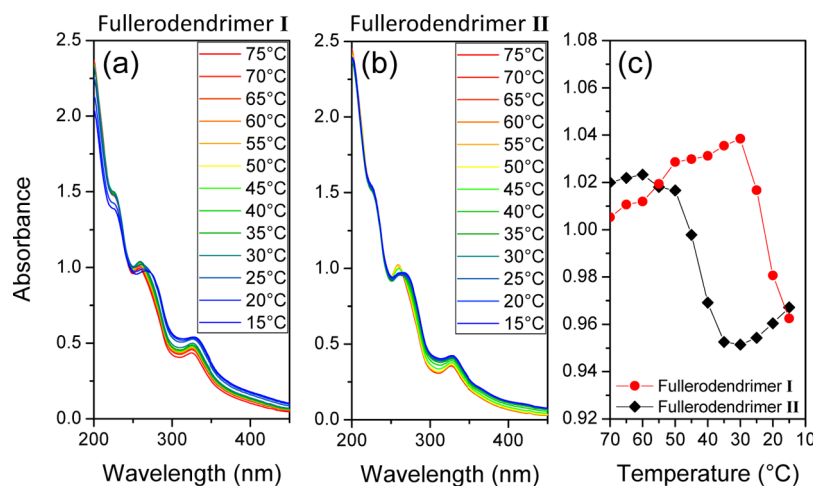 Fullerodendrimer I
Fullerodendrimer II
(a)
(b)
(c)
Absorbance
2.5
2.0
1.5
1.0
0.5
0.0
200
250
300
350
400
Wavelength (nm)
75°C
70°C
65°C
60°C
55°C
50°C
45°C
40°C
35°C
30°C
25°C
20°C
15°C
2.5
2.0
1.5
1.0
0.5
0.0
200
250
300
350
400
Wavelength (nm)
75°C
70°C
65°C
60°C
55°C
50°C
45°C
40°C
35°C
30°C
25°C
20°C
15°C
1.08
1.06
1.04
1.02
1.00
0.98
0.96
0.94
0.92
70 60 50 40 30 20 10
Temperature (°C)
Fullerodendrimer I
Fullerodendrimer II